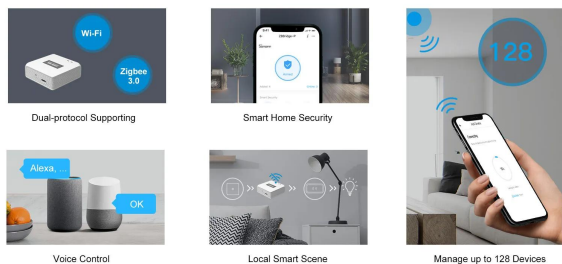 Wi-Fi
Zigbee
3.0
Dual-protocol Supporting
Smart Home Security
128
Alexa, ...
OK
Voice Control
Local Smart Scene
Manage up to 128 Devices